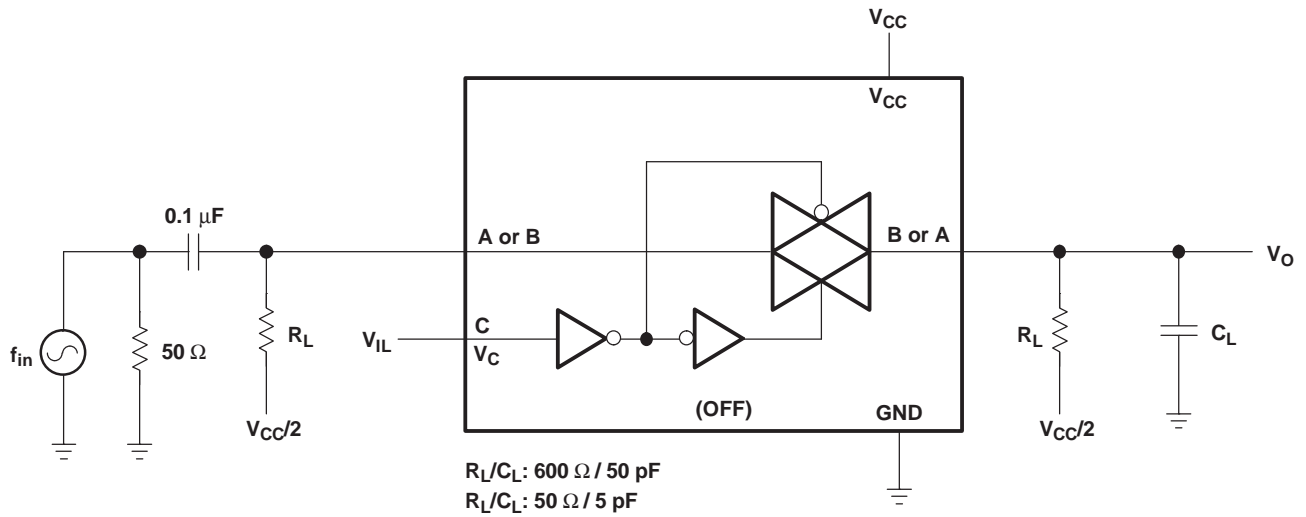 VCC
VCC
0.1 μF
A or B
B or A
VO
fin
50 Ω
RL
VCC/2
VIL
C
VC
(OFF)
GND
RL
VCC/2
CL
RL/CL: 600 Ω / 50 pF
RL/CL: 50 Ω / 5 pF